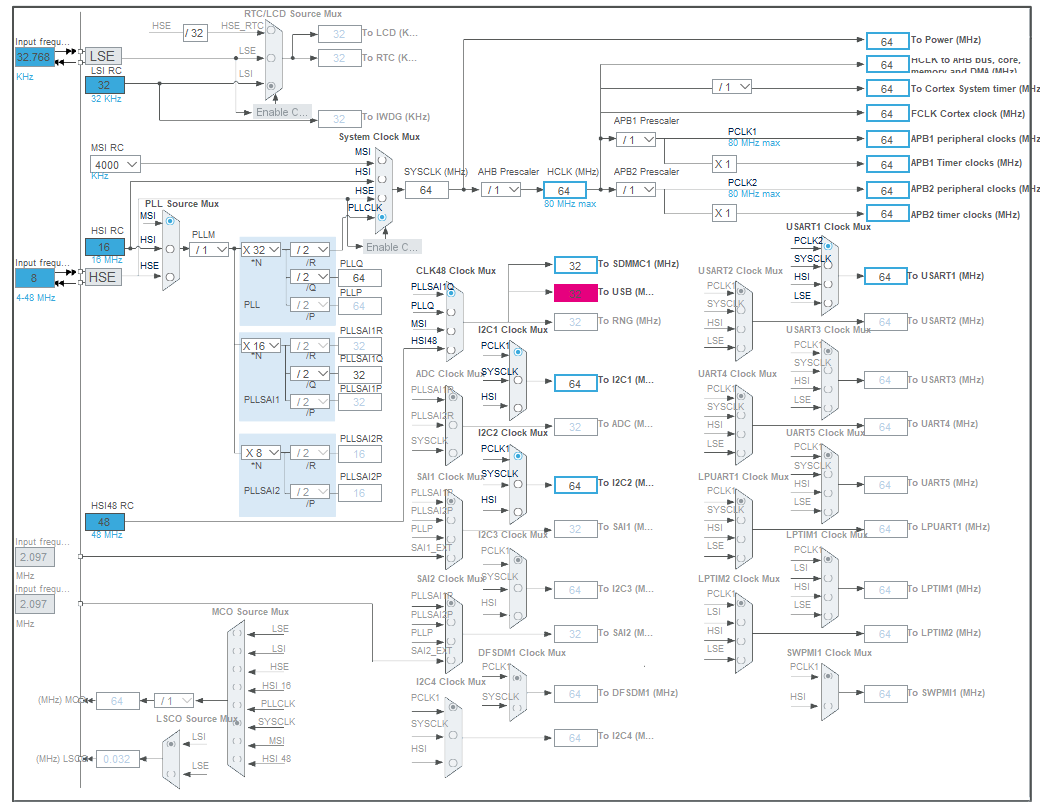 RTC/LCD Source Mux
HSE
/ 32
HSE_RTC
32
To LCD (K...
LSE
32
To RTC (K...
LSI
Enable C...
32
To IWDG (KHz)
Input frequ...
32.768
KHz
LSE
LSI RC
32
32 KHz
MSI RC
4000
KHz
HSI RC
16
16 MHz
Input frequ...
8
4-48 MHz
HSE
PLL Source Mux
MSI
HSI
HSE
PLLM
/ 1
System Clock Mux
MSI
HSI
HSE
PLLCLK
Enable C...
SYSCLK (MHz)
64
AHB Prescaler
/ 1
HCLK (MHz)
64
80 MHz max
64
To Power (MHz)
64
HCLK to AHB bus, core,
memory and DMA (MHz)
/ 1
64
To Cortex System timer (MHz
64
FCLK Cortex clock (MHz)
APB1 Prescaler
/ 1
PCLK1
80 MHz max
64
APB1 peripheral clocks (MHz
X 1
64
APB1 Timer clocks (MHz)
APB2 Prescaler
/ 1
PCLK2
80 MHz max
64
APB2 peripheral clocks (MHz
X 1
64
APB2 timer clocks (MHz)
X 32
*N
/ 2
/R
PLLQ
/ 2
64
/Q
PLLP
PLL
/ 2
64
/P
PLLSAI1R
X 16
*N
/ 2
32
/R
PLLSAI1Q
/ 2
32
/Q
PLLSAI1P
PLLSAI1
/ 2
32
/P
PLLSAI2R
X 8
*N
/ 2
16
/R
PLLSAI2P
PLLSAI2
/ 2
16
/P
HSI48 RC
48
48 MHz
Input frequ...
2.097
MHz
Input frequ...
2.097
MHz
CLK48 Clock Mux
PLLSAI1Q
PLLQ
MSI
HSI48
32
To SDMMC1 (MHz)
To USB (M...
32
To RNG (MHz)
ADC Clock Mux
PLLSAI1R
PLLSAI2R
SYSCLK
32
To ADC (M...
SAI1 Clock Mux
PLLSAI1R
PLLSAI2P
PLLP
SAI1_EXT
32
To SAI1 (MHz)
SAI2 Clock Mux
PLLSAI1R
PLLSAI2P
PLLP
SAI2_EXT
32
To SAI2 (MHz)
I2C4 Clock Mux
PCLK1
SYSCLK
HSI
64
To I2C4 (M...
I2C1 Clock Mux
PCLK1
SYSCLK
HSI
64
To I2C1 (M...
I2C2 Clock Mux
PCLK1
SYSCLK
HSI
64
To I2C2 (M...
I2C3 Clock Mux
PCLK1
SYSCLK
HSI
64
To I2C3 (MHz)
DFSDM1 Clock Mux
PCLK1
SYSCLK
64
To DFSDM1 (MHz)
USART1 Clock Mux
PCLK2
SYSCLK
HSI
LSE
64
To USART1 (MHz)
USART2 Clock Mux
PCLK1
SYSCLK
HSI
LSE
64
To USART2 (MHz)
USART3 Clock Mux
PCLK1
SYSCLK
HSI
LSE
64
To USART3 (MHz)
UART4 Clock Mux
PCLK1
SYSCLK
HSI
LSE
64
To UART4 (MHz)
UART5 Clock Mux
PCLK1
SYSCLK
HSI
LSE
64
To UART5 (MHz)
LPUART1 Clock Mux
PCLK1
SYSCLK
HSI
LSE
64
To LPUART1 (MHz)
LPTIM1 Clock Mux
PCLK1
LSI
HSI
LSE
64
To LPTIM1 (MHz)
LPTIM2 Clock Mux
PCLK1
LSI
HSI
LSE
64
To LPTIM2 (MHz)
SWPMI1 Clock Mux
PCLK1
HSI
64
To SWPMI1 (MHz)
MCO Source Mux
LSE
LSI
HSE
HSI_16
PLLCLK
SYSCLK
MSI
HSI_48
(MHz) MCO
64
/ 1
LSCO Source Mux
LSI
LSE
(MHz) LSCO
0.032